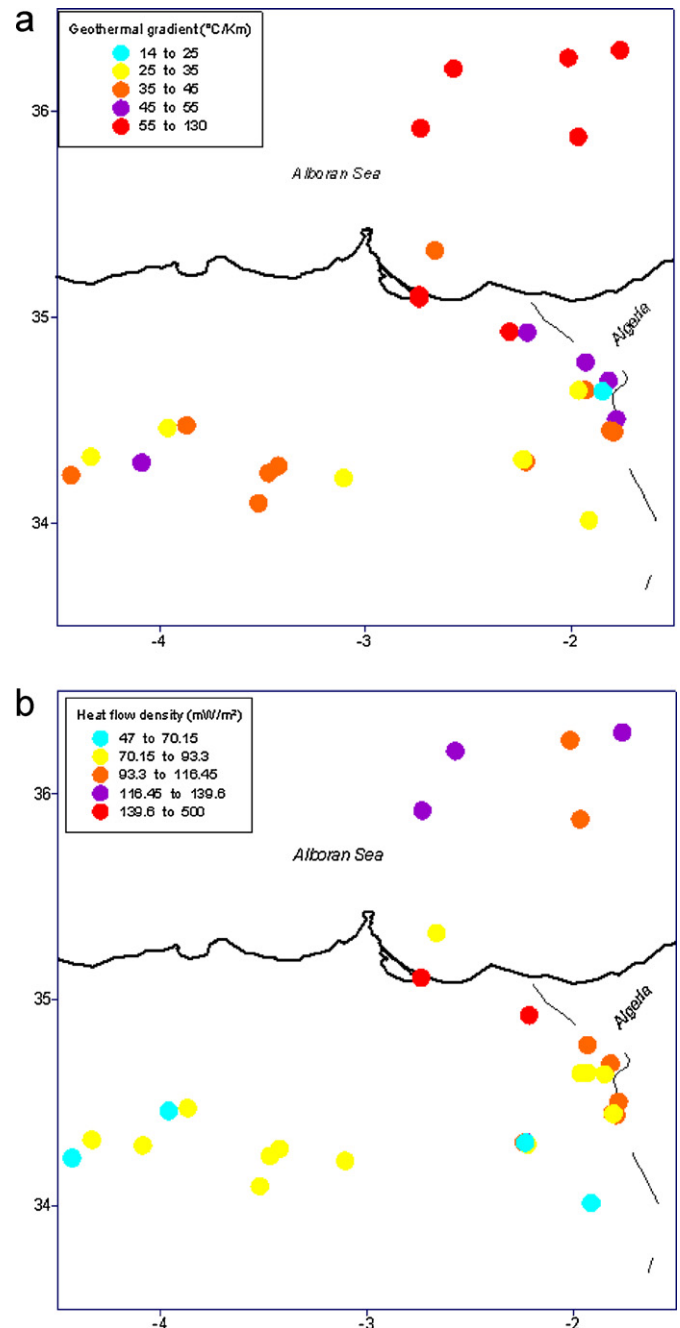 a
Geothermal gradient (°C/Km)
14 to 25
25 to 35
35 to 45
45 to 55
55 to 130
36
Alboran Sea
35
Algeria
34
-4
-3
-2
b
Heat flow density (mW/m²)
47 to 70.15
70.15 to 93.3
93.3 to 116.45
116.45 to 139.6
139.6 to 500
36
Alboran Sea
35
Algeria
34
-4
-3
-2